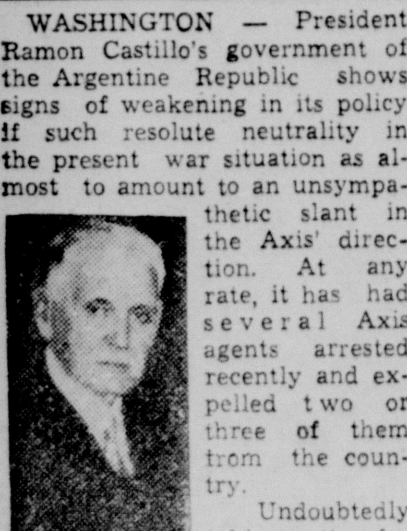 WASHINGTON — President
Ramon Castillo's government of
the Argentine Republic shows
signs of weakening in its policy
if such resolute neutrality in
the present war situation as al-
most to amount to an unsympa-
thetic slant in
the Axis' direc-
tion. At any
rate, it has had
several Axis
agents arrested
recently and ex-
pelled two or
three of them
from the coun-
try.
Undoubtedly